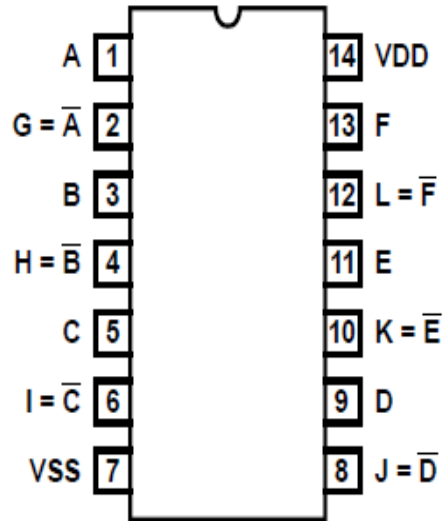 A 1 14 VDD
G = A̅ 2 13 F
B 3 12 L = F̅
H = B̅ 4 11 E
C 5 10 K = E̅
I = C̅ 6 9 D
VSS 7 8 J = D̅